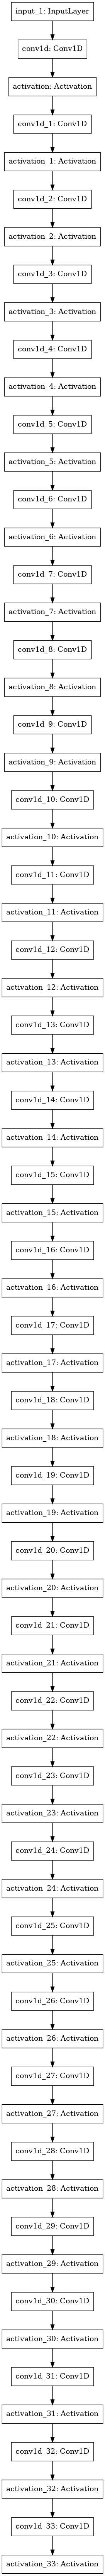 input_1: InputLayer
conv1d: Conv1D
activation: Activation
conv1d_1: Conv1D
activation_1: Activation
conv1d_2: Conv1D
activation_2: Activation
conv1d_3: Conv1D
activation_3: Activation
conv1d_4: Conv1D
activation_4: Activation
conv1d_5: Conv1D
activation_5: Activation
conv1d_6: Conv1D
activation_6: Activation
conv1d_7: Conv1D
activation_7: Activation
conv1d_8: Conv1D
activation_8: Activation
conv1d_9: Conv1D
activation_9: Activation
conv1d_10: Conv1D
activation_10: Activation
conv1d_11: Conv1D
activation_11: Activation
conv1d_12: Conv1D
activation_12: Activation
conv1d_13: Conv1D
activation_13: Activation
conv1d_14: Conv1D
activation_14: Activation
conv1d_15: Conv1D
activation_15: Activation
conv1d_16: Conv1D
activation_16: Activation
conv1d_17: Conv1D
activation_17: Activation
conv1d_18: Conv1D
activation_18: Activation
conv1d_19: Conv1D
activation_19: Activation
conv1d_20: Conv1D
activation_20: Activation
conv1d_21: Conv1D
activation_21: Activation
conv1d_22: Conv1D
activation_22: Activation
conv1d_23: Conv1D
activation_23: Activation
conv1d_24: Conv1D
activation_24: Activation
conv1d_25: Conv1D
activation_25: Activation
conv1d_26: Conv1D
activation_26: Activation
conv1d_27: Conv1D
activation_27: Activation
conv1d_28: Conv1D
activation_28: Activation
conv1d_29: Conv1D
activation_29: Activation
conv1d_30: Conv1D
activation_30: Activation
conv1d_31: Conv1D
activation_31: Activation
conv1d_32: Conv1D
activation_32: Activation
conv1d_33: Conv1D
activation_33: Activation